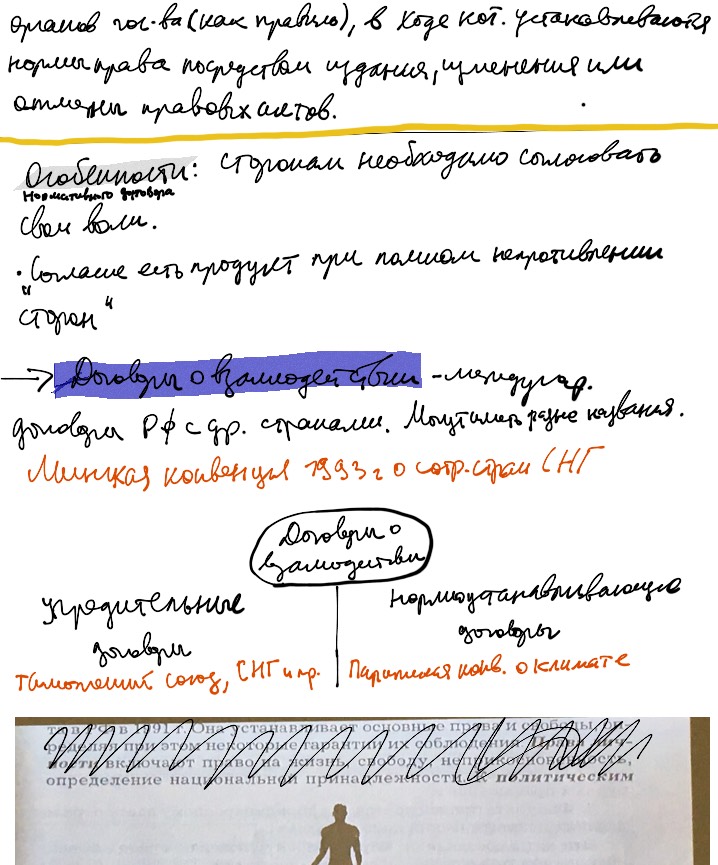 органов гос-ва (как правило), в ходе кот. устанавливаются
нормы права посредством издания, изменения или
отмены правовых актов.
Особенности: сторонам необходимо согласовать
Нормативного договора
свои воли.
• "Согласие есть продукт при полном непротивлении
сторон"
→ Договоры о взаимодействии - междунар.
договоры РФ с др. странами. Могут иметь разные названия.
Минская конвенция 1993 г о сотр. стран СНГ
Договоры о
взаимодействии
Учредительные
договоры
Таможенный союз, СНГ и пр.
Нормоустанавливающие
договоры
Парижская конв. о климате
в 1991 г. Она устанавливает основные права и свободы,
при этом некоторые гарантии их соблюдения. Права
включают право на жизнь, свободу, неприкосновенность,
определение национальной принадлежности. К политическим